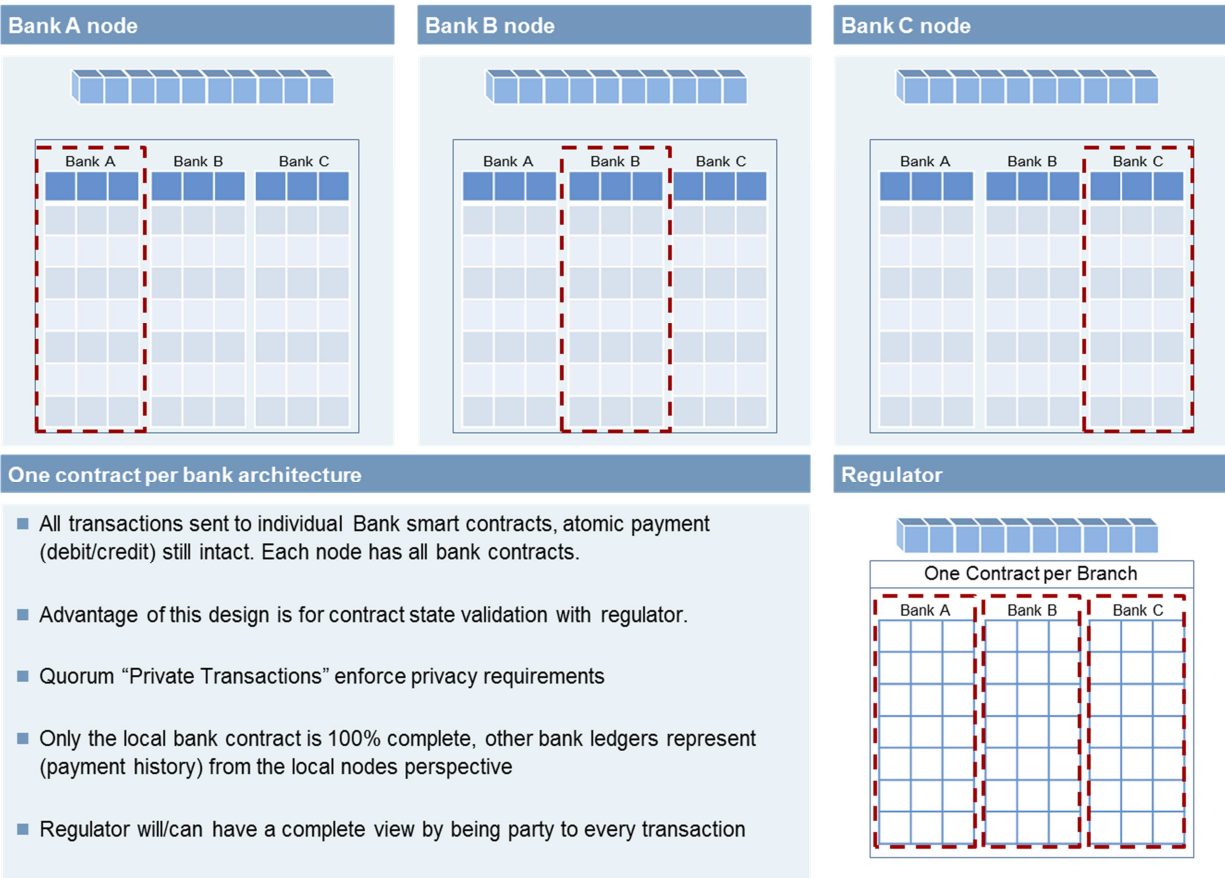 Bank A node
Bank B node
Bank C node
Bank A Bank B Bank C
Bank A Bank B Bank C
Bank A Bank B Bank C
One contract per bank architecture
All transactions sent to individual Bank smart contracts, atomic payment
(debit/credit) still intact. Each node has all bank contracts.
Advantage of this design is for contract state validation with regulator.
Quorum “Private Transactions” enforce privacy requirements
Only the local bank contract is 100% complete, other bank ledgers represent
(payment history) from the local nodes perspective
Regulator will/can have a complete view by being party to every transaction
Regulator
One Contract per Branch
Bank A Bank B Bank C